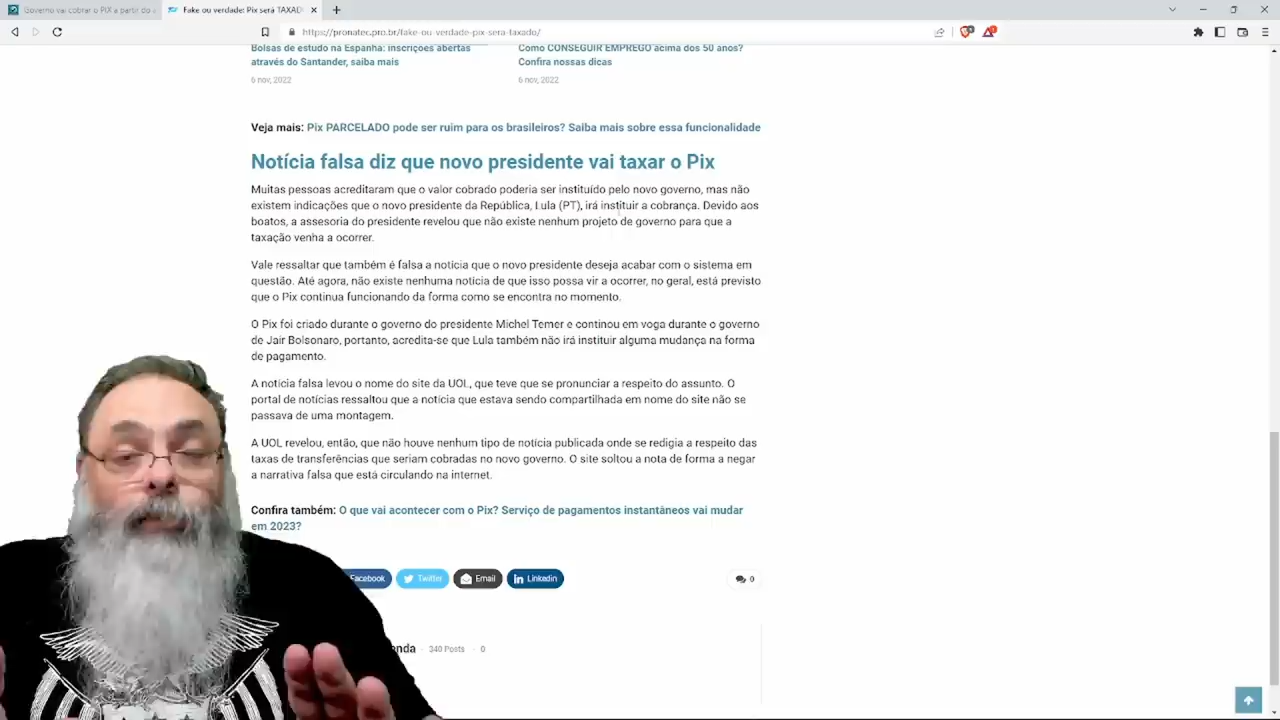 Governo vai cobrar o PIX a partir do
Fake ou verdade: Pix será TAXAD
https://pronatec.pro.br/fake-ou-verdade-pix-sera-taxado/
Bolsas de estudo na Espanha: inscrições abertas
através do Santander, saiba mais
6 nov, 2022
Como CONSEGUIR EMPREGO acima dos 50 anos?
Confira nossas dicas
6 nov, 2022
Veja mais: Pix PARCELADO pode ser ruim para os brasileiros? Saiba mais sobre essa funcionalidade
Notícia falsa diz que novo presidente vai taxar o Pix
Muitas pessoas acreditaram que o valor cobrado poderia ser instituído pelo novo governo, mas não
existem indicações que o novo presidente da República, Lula (PT), irá instituir a cobrança. Devido aos
boatos, a assesoria do presidente revelou que não existe nenhum projeto de governo para que a
taxação venha a ocorrer.
Vale ressaltar que também é falsa a notícia que o novo presidente deseja acabar com o sistema em
questão. Até agora, não existe nenhuma notícia de que isso possa vir a ocorrer, no geral, está previsto
que o Pix continua funcionando da forma como se encontra no momento.
O Pix foi criado durante o governo do presidente Michel Temer e continou em voga durante o governo
de Jair Bolsonaro, portanto, acredita-se que Lula também não irá instituir alguma mudança na forma
de pagamento.
A notícia falsa levou o nome do site da UOL, que teve que se pronunciar a respeito do assunto. O
portal de notícias ressaltou que a notícia que estava sendo compartilhada em nome do site não se
passava de uma montagem.
A UOL revelou, então, que não houve nenhum tipo de notícia publicada onde se redigia a respeito das
taxas de transferências que seriam cobradas no novo governo. O site soltou a nota de forma a negar
a narrativa falsa que está circulando na internet.
Confira também: O que vai acontecer com o Pix? Serviço de pagamentos instantâneos vai mudar
em 2023?
Facebook
Twitter
Email
Linkedin
0
onda
340 Posts
0